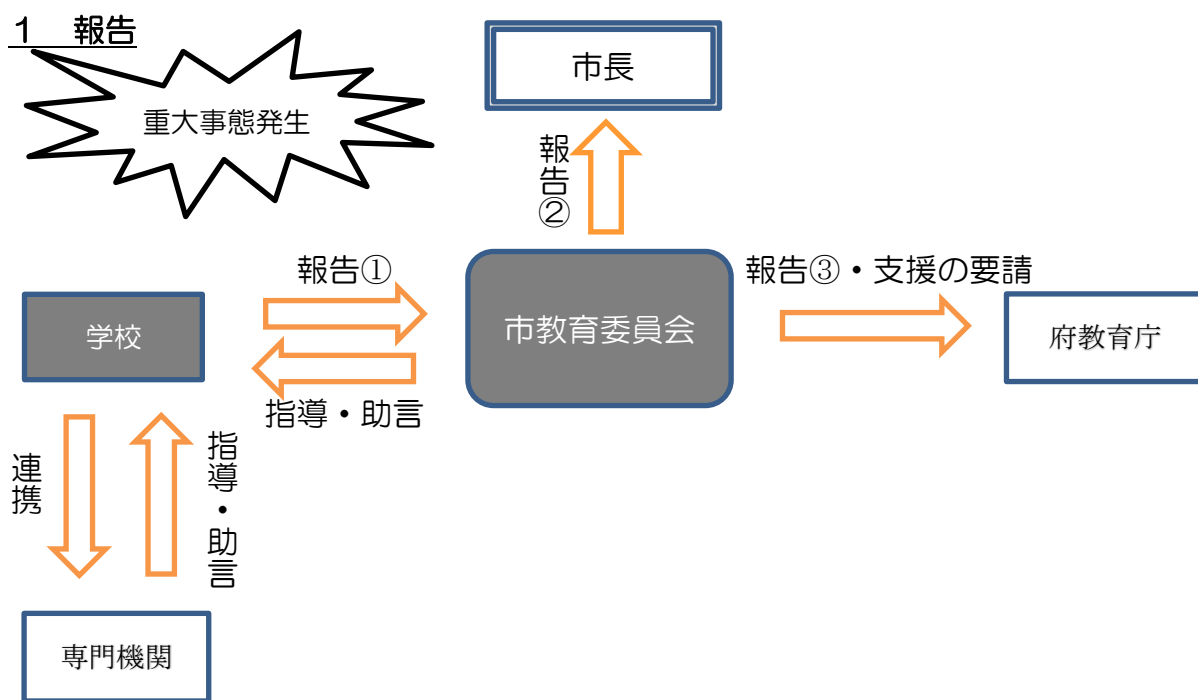 １　報告
重大事態発生
市長
報告②
報告①
報告③・支援の要請
学校
市教育委員会
府教育庁
指導・助言
連携
指導・助言
専門機関